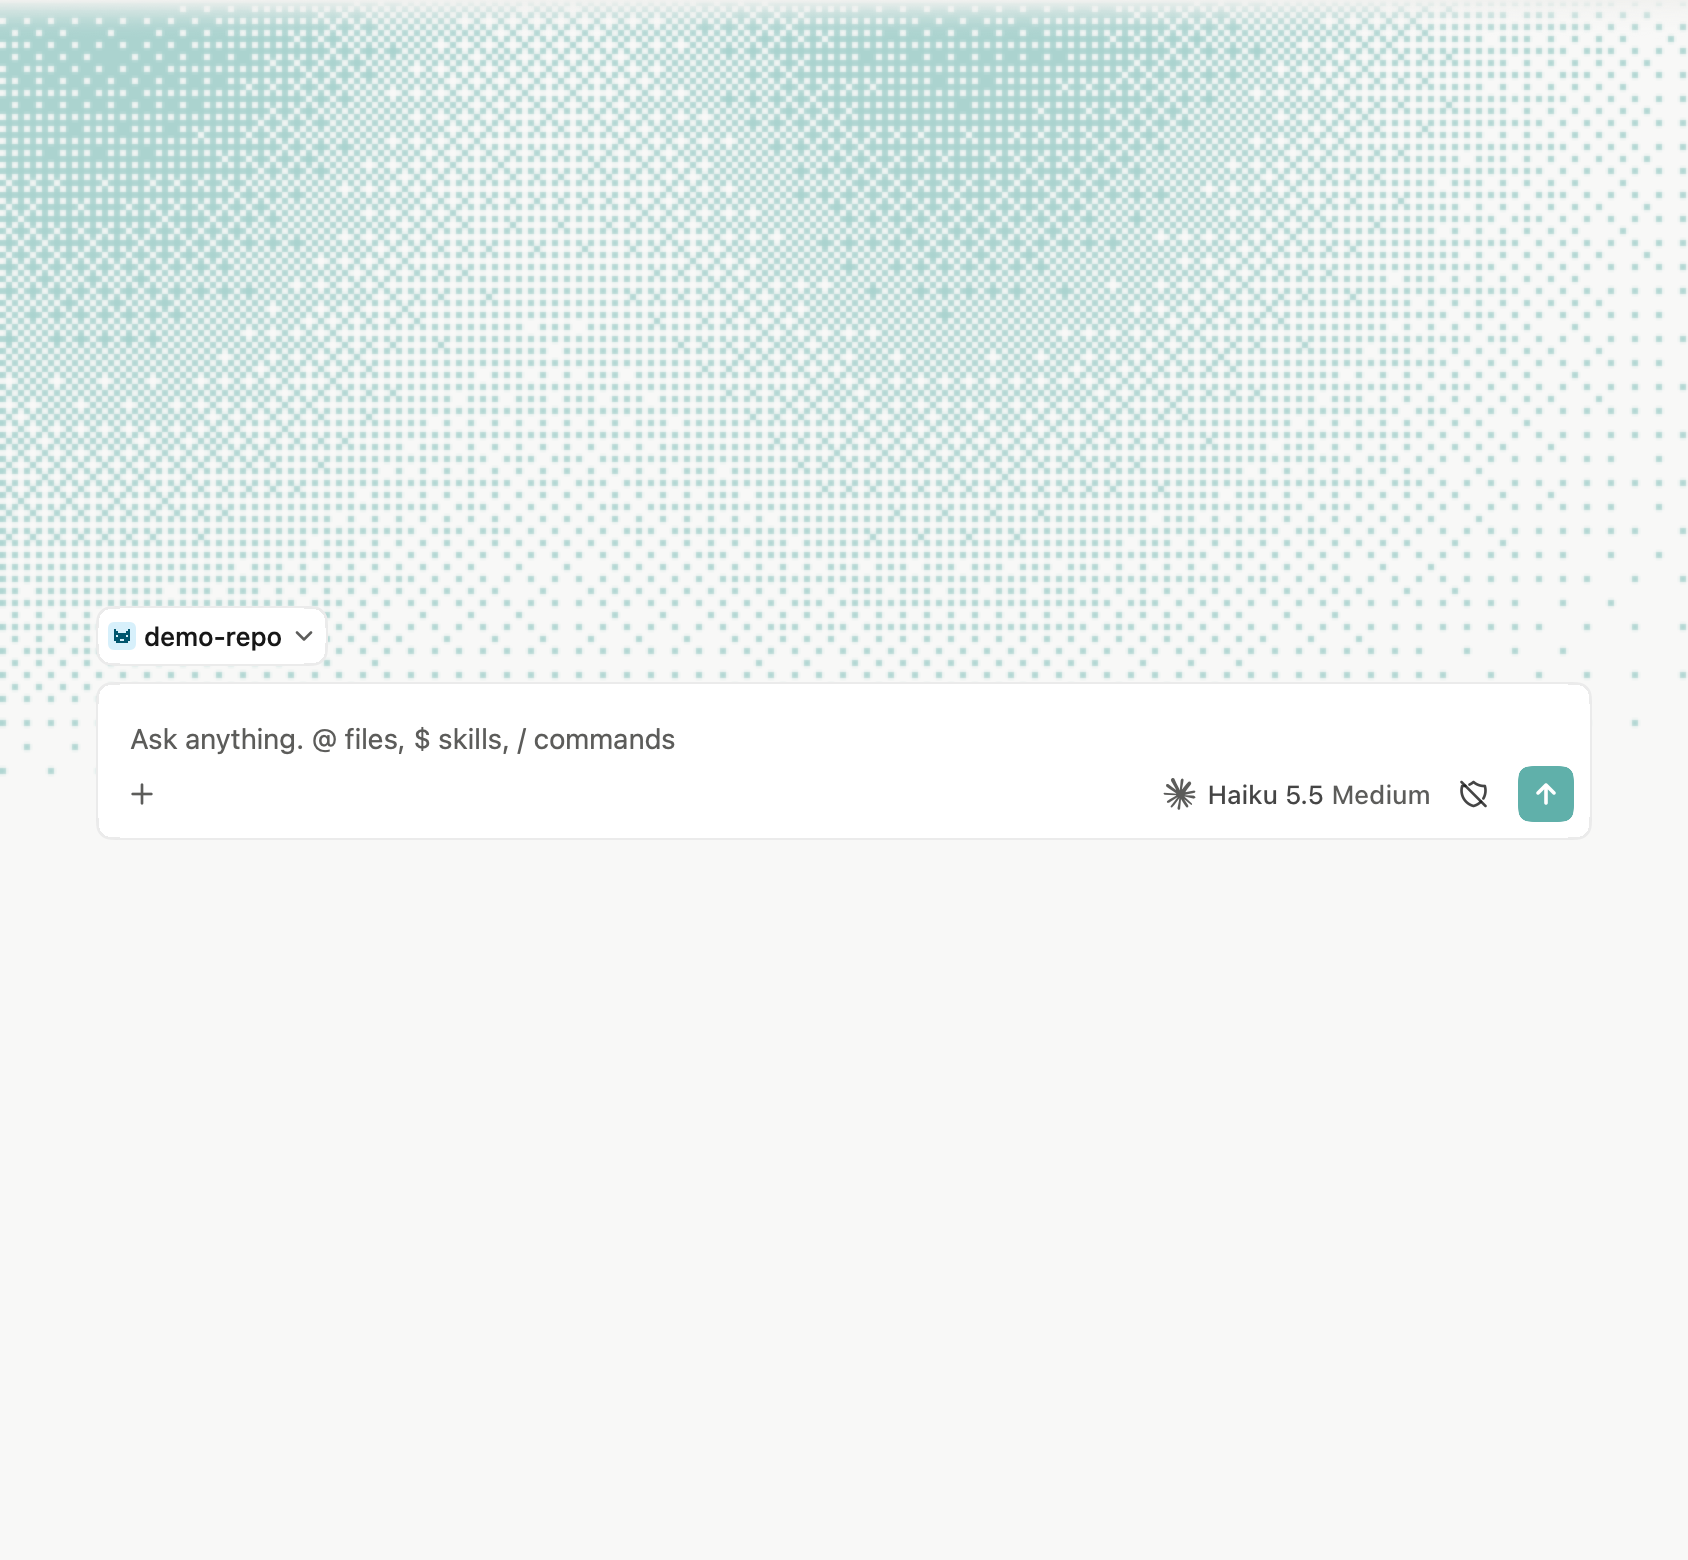 demo-repo
Ask anything. @ files, $ skills, / commands
Haiku 5.5 Medium